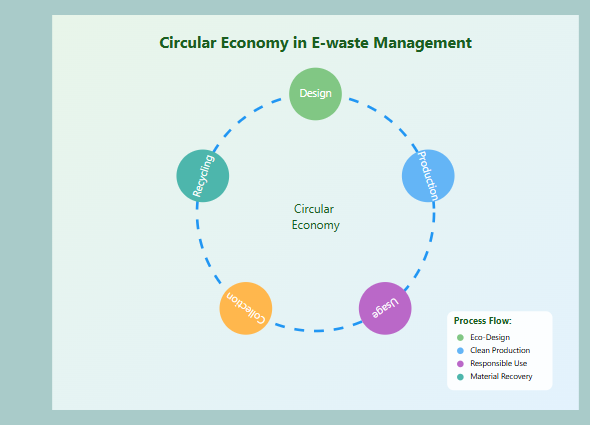 Circular Economy in E-waste Management
Design
Recycling
Production
Circular
Economy
Collection
Usage
Process Flow:
Eco-Design
Clean Production
Responsible Use
Material Recovery